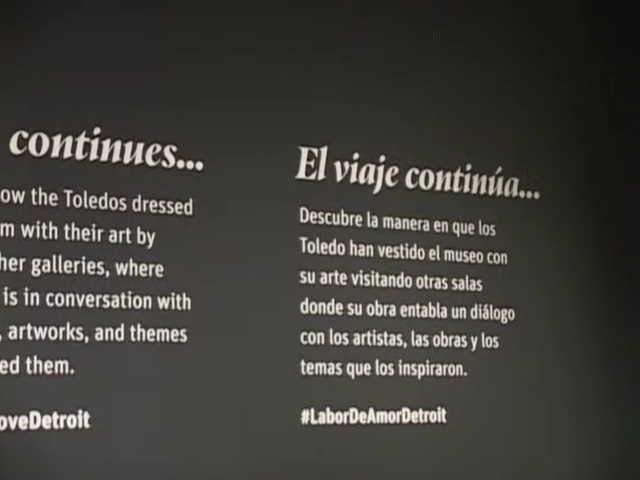 continues...
ow the Toledos dressed
m with their art by
her galleries, where
is in conversation with
, artworks, and themes
ed them.
oveDetroit
El viaje continúa...
Descubre la manera en que los
Toledo han vestido el museo con
su arte visitando otras salas
donde su obra entabla un diálogo
con los artistas, las obras y los
temas que los inspiraron.
#LaborDeAmorDetroit